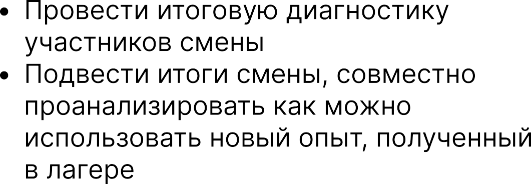 • Провести итоговую диагностику
участников смены
• Подвести итоги смены, совместно
проанализировать как можно
использовать новый опыт, полученный
в лагере